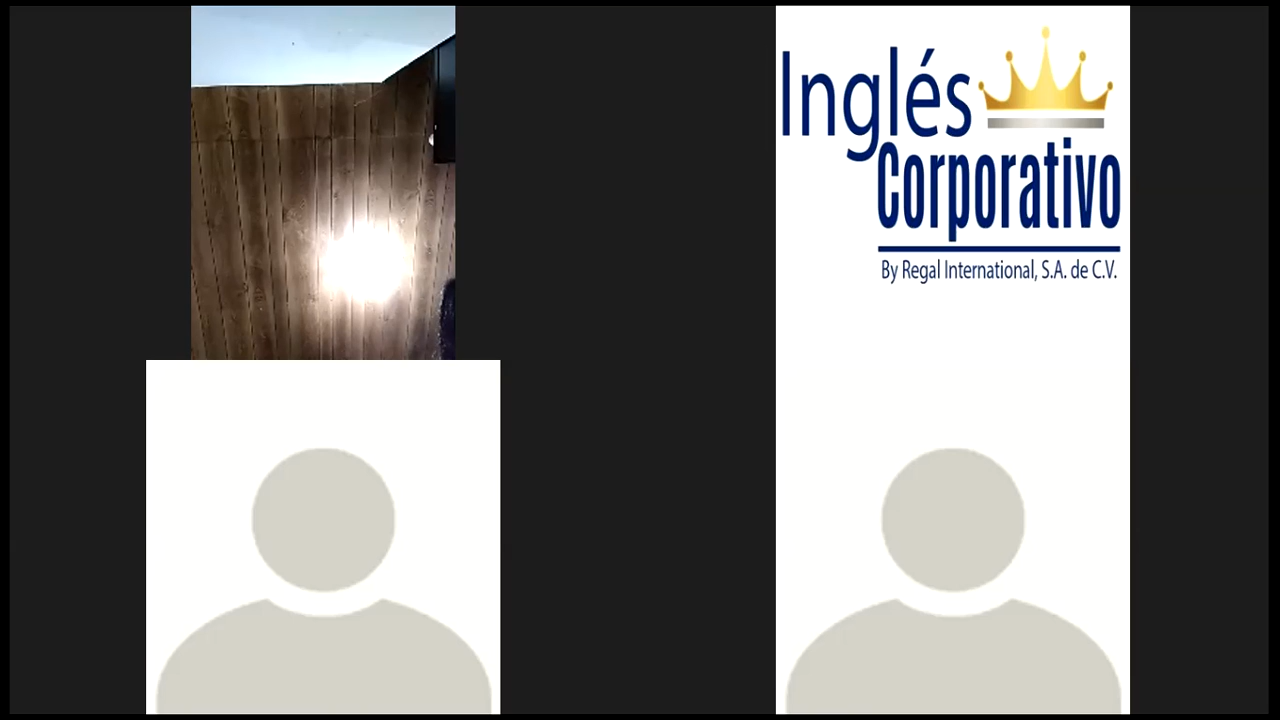 Inglés
Corporativo
By Regal International, S.A. de C.V.